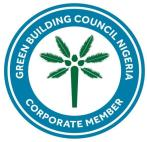 GREEN BUILDING COUNCIL NIGERIA
CORPORATE MEMBER